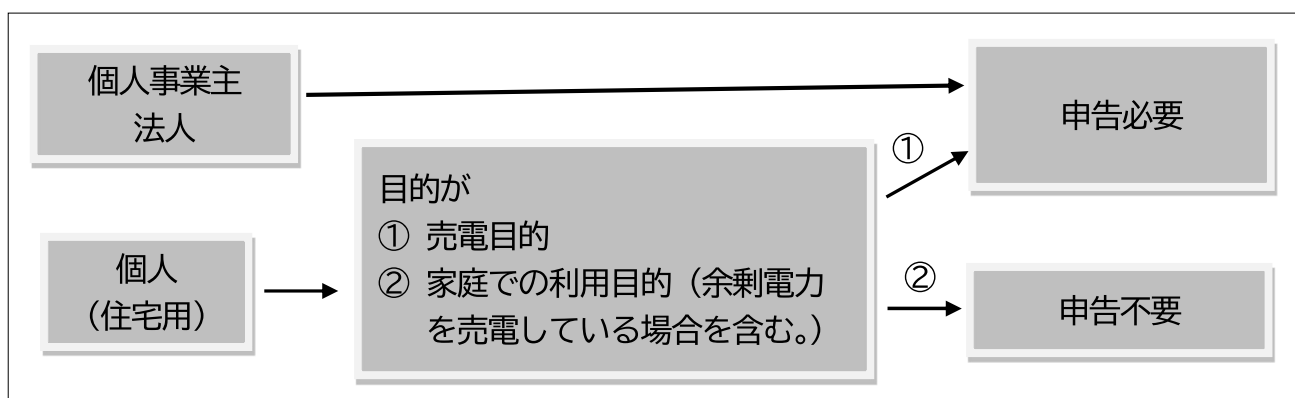 個人事業主
法人
申告必要
①
目的が
① 売電目的
② 家庭での利用目的（余剰電力
を売電している場合を含む。）
個人
（住宅用）
②
申告不要